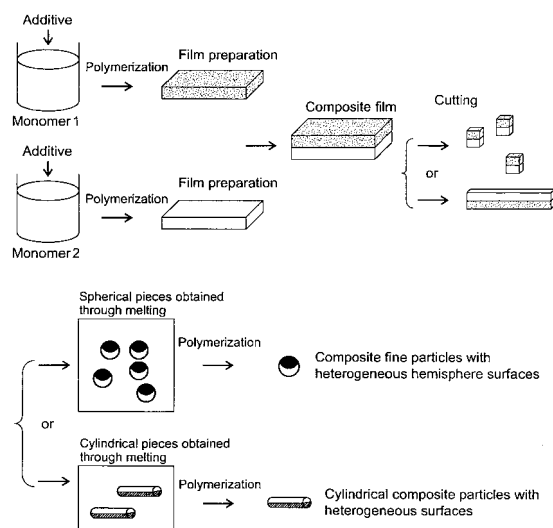 Additive
Film preparation
Polymerization
Monomer 1
Composite film
Cutting
Additive
or
Film preparation
Polymerization
Monomer 2
Spherical pieces obtained
through melting
Polymerization
Composite fine particles with
heterogeneous hemisphere surfaces
or
Cylindrical pieces obtained
through melting
Polymerization
Cylindrical composite particles with
heterogeneous surfaces